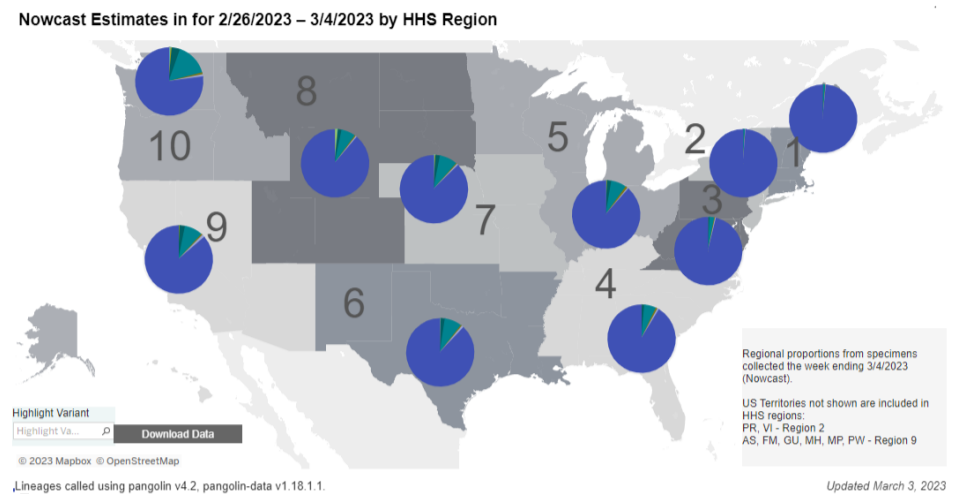 Nowcast Estimates in for 2/26/2023 – 3/4/2023 by HHS Region
8
10
5
2
1
3
9
7
6
4
Regional proportions from specimens
collected the week ending 3/4/2023
(Nowcast).
US Territories not shown are included in
HHS regions:
PR, VI - Region 2
AS, FM, GU, MH, MP, PW - Region 9
Highlight Variant
Highlight Va...
Download Data
© 2023 Mapbox © OpenStreetMap
Lineages called using pangolin v4.2, pangolin-data v1.18.1.1.
Updated March 3, 2023